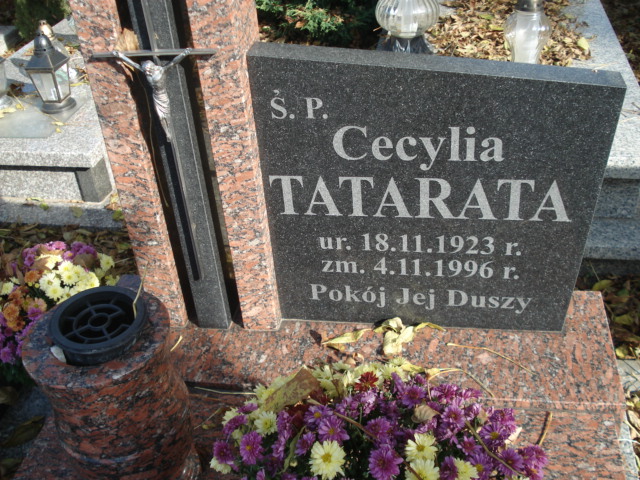 Ś. P.
Cecylia
TATARATA
ur. 18.11.1923 r.
zm. 4.11.1996 r.
Pokój Jej Duszy